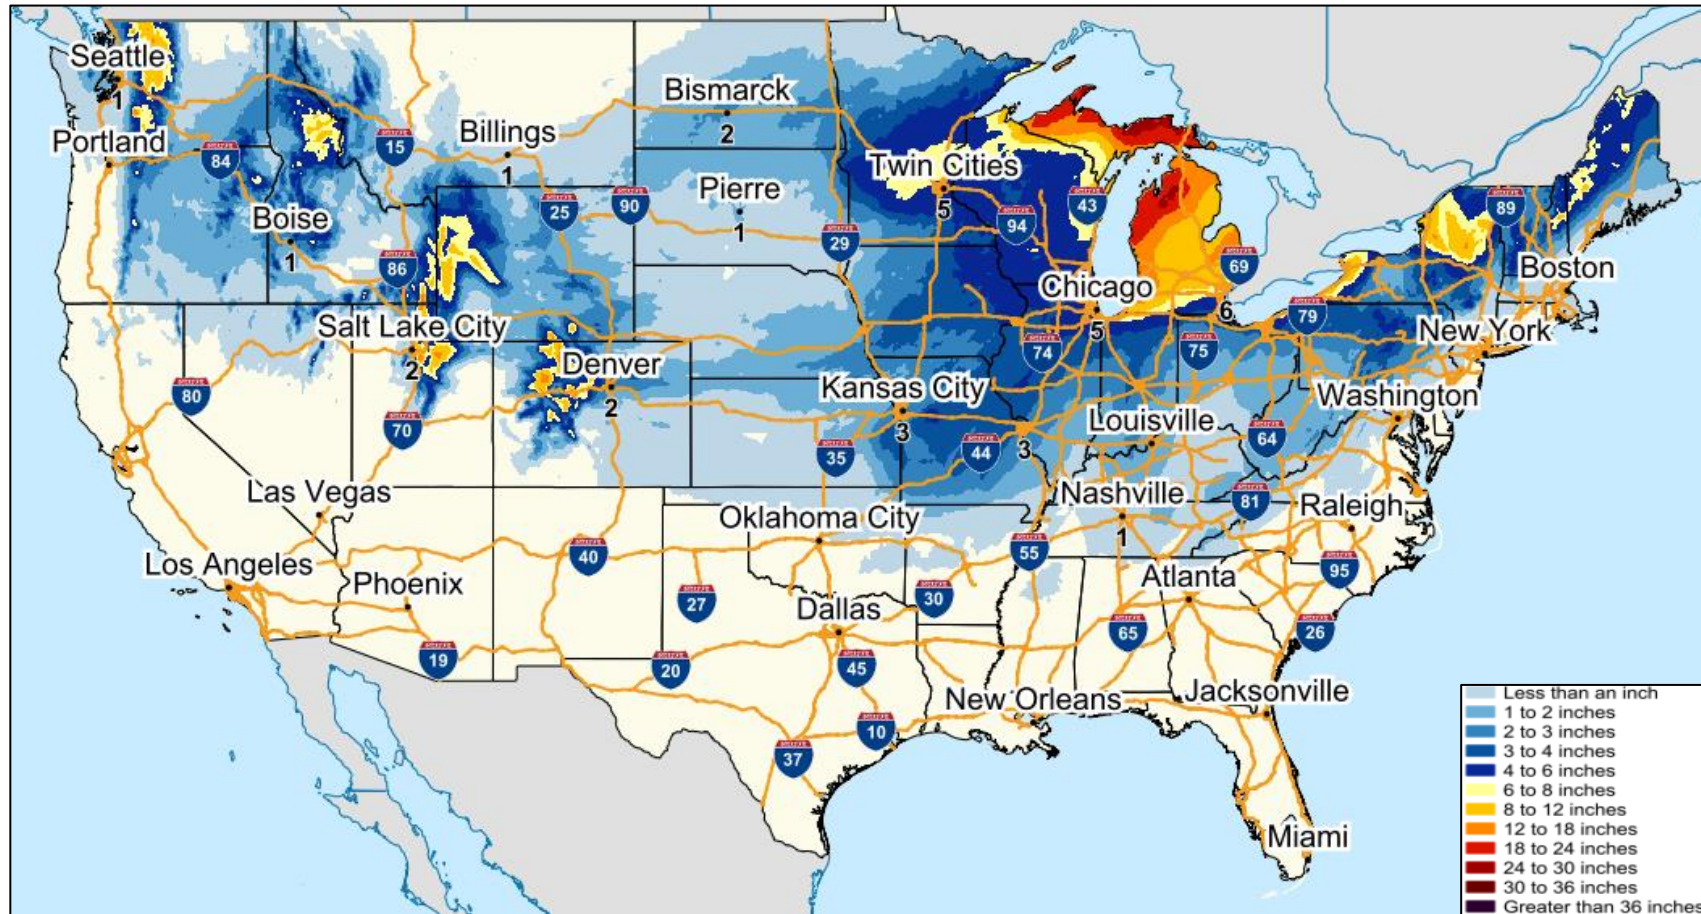 Seattle
1
Portland
84
15
Billings
1
Bismarck
2
Twin Cities
5
43
89
Boise
1
86
25
90
Pierre
1
29
94
69
Boston
Chicago
5
6
79
New York
Salt Lake City
2
80
70
Denver
2
Kansas City
3
35
44
3
74
75
Louisville
64
Washington
Las Vegas
Los Angeles
Phoenix
19
40
27
20
Oklahoma City
Dallas
45
30
55
Nashville
1
81
Raleigh
95
Atlanta
65
26
37
10
New Orleans
Jacksonville
Miami
Less than an inch
1 to 2 inches
2 to 3 inches
3 to 4 inches
4 to 6 inches
6 to 8 inches
8 to 12 inches
12 to 18 inches
18 to 24 inches
24 to 30 inches
30 to 36 inches
Greater than 36 inches